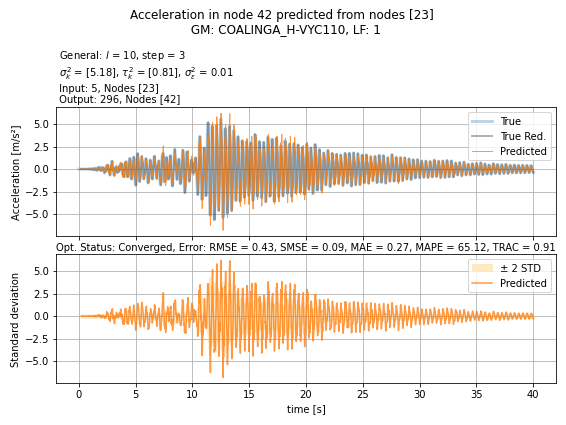 Acceleration in node 42 predicted from nodes [23]
GM: COALINGA_H-VYC110, LF: 1
General: l = 10, step = 3
σ²ₖ = [5.18], τ²ₖ = [0.81], σ²ₑ = 0.01
Input: 5, Nodes [23]
Output: 296, Nodes [42]
Acceleration [m/s²]
5.0
2.5
0.0
−2.5
−5.0
True
True Red.
Predicted
Opt. Status: Converged, Error: RMSE = 0.43, SMSE = 0.09, MAE = 0.27, MAPE = 65.12, TRAC = 0.91
Standard deviation
5.0
2.5
0.0
−2.5
−5.0
± 2 STD
Predicted
0 5 10 15 20 25 30 35 40
time [s]